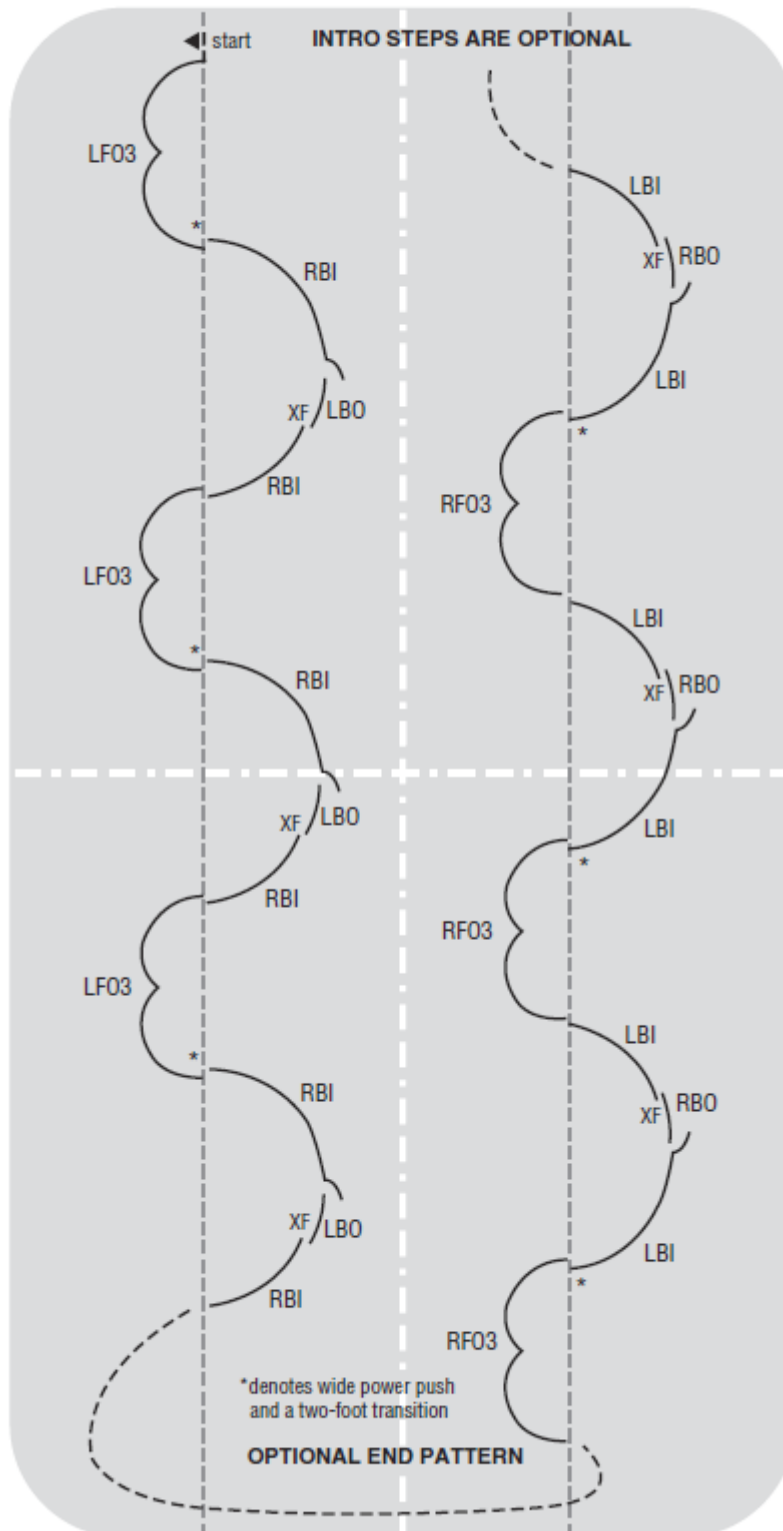 start
INTRO STEPS ARE OPTIONAL
LFO3
*
RBI
XF
LBO
RBI
LFO3
*
RBI
XF
LBO
RBI
LFO3
*
RBI
XF
LBO
RBI
LBI
XF
RBO
LBI
*
RFO3
LBI
XF
RBO
LBI
*
RFO3
LBI
XF
RBO
LBI
*
RFO3
*denotes wide power push
and a two-foot transition
OPTIONAL END PATTERN